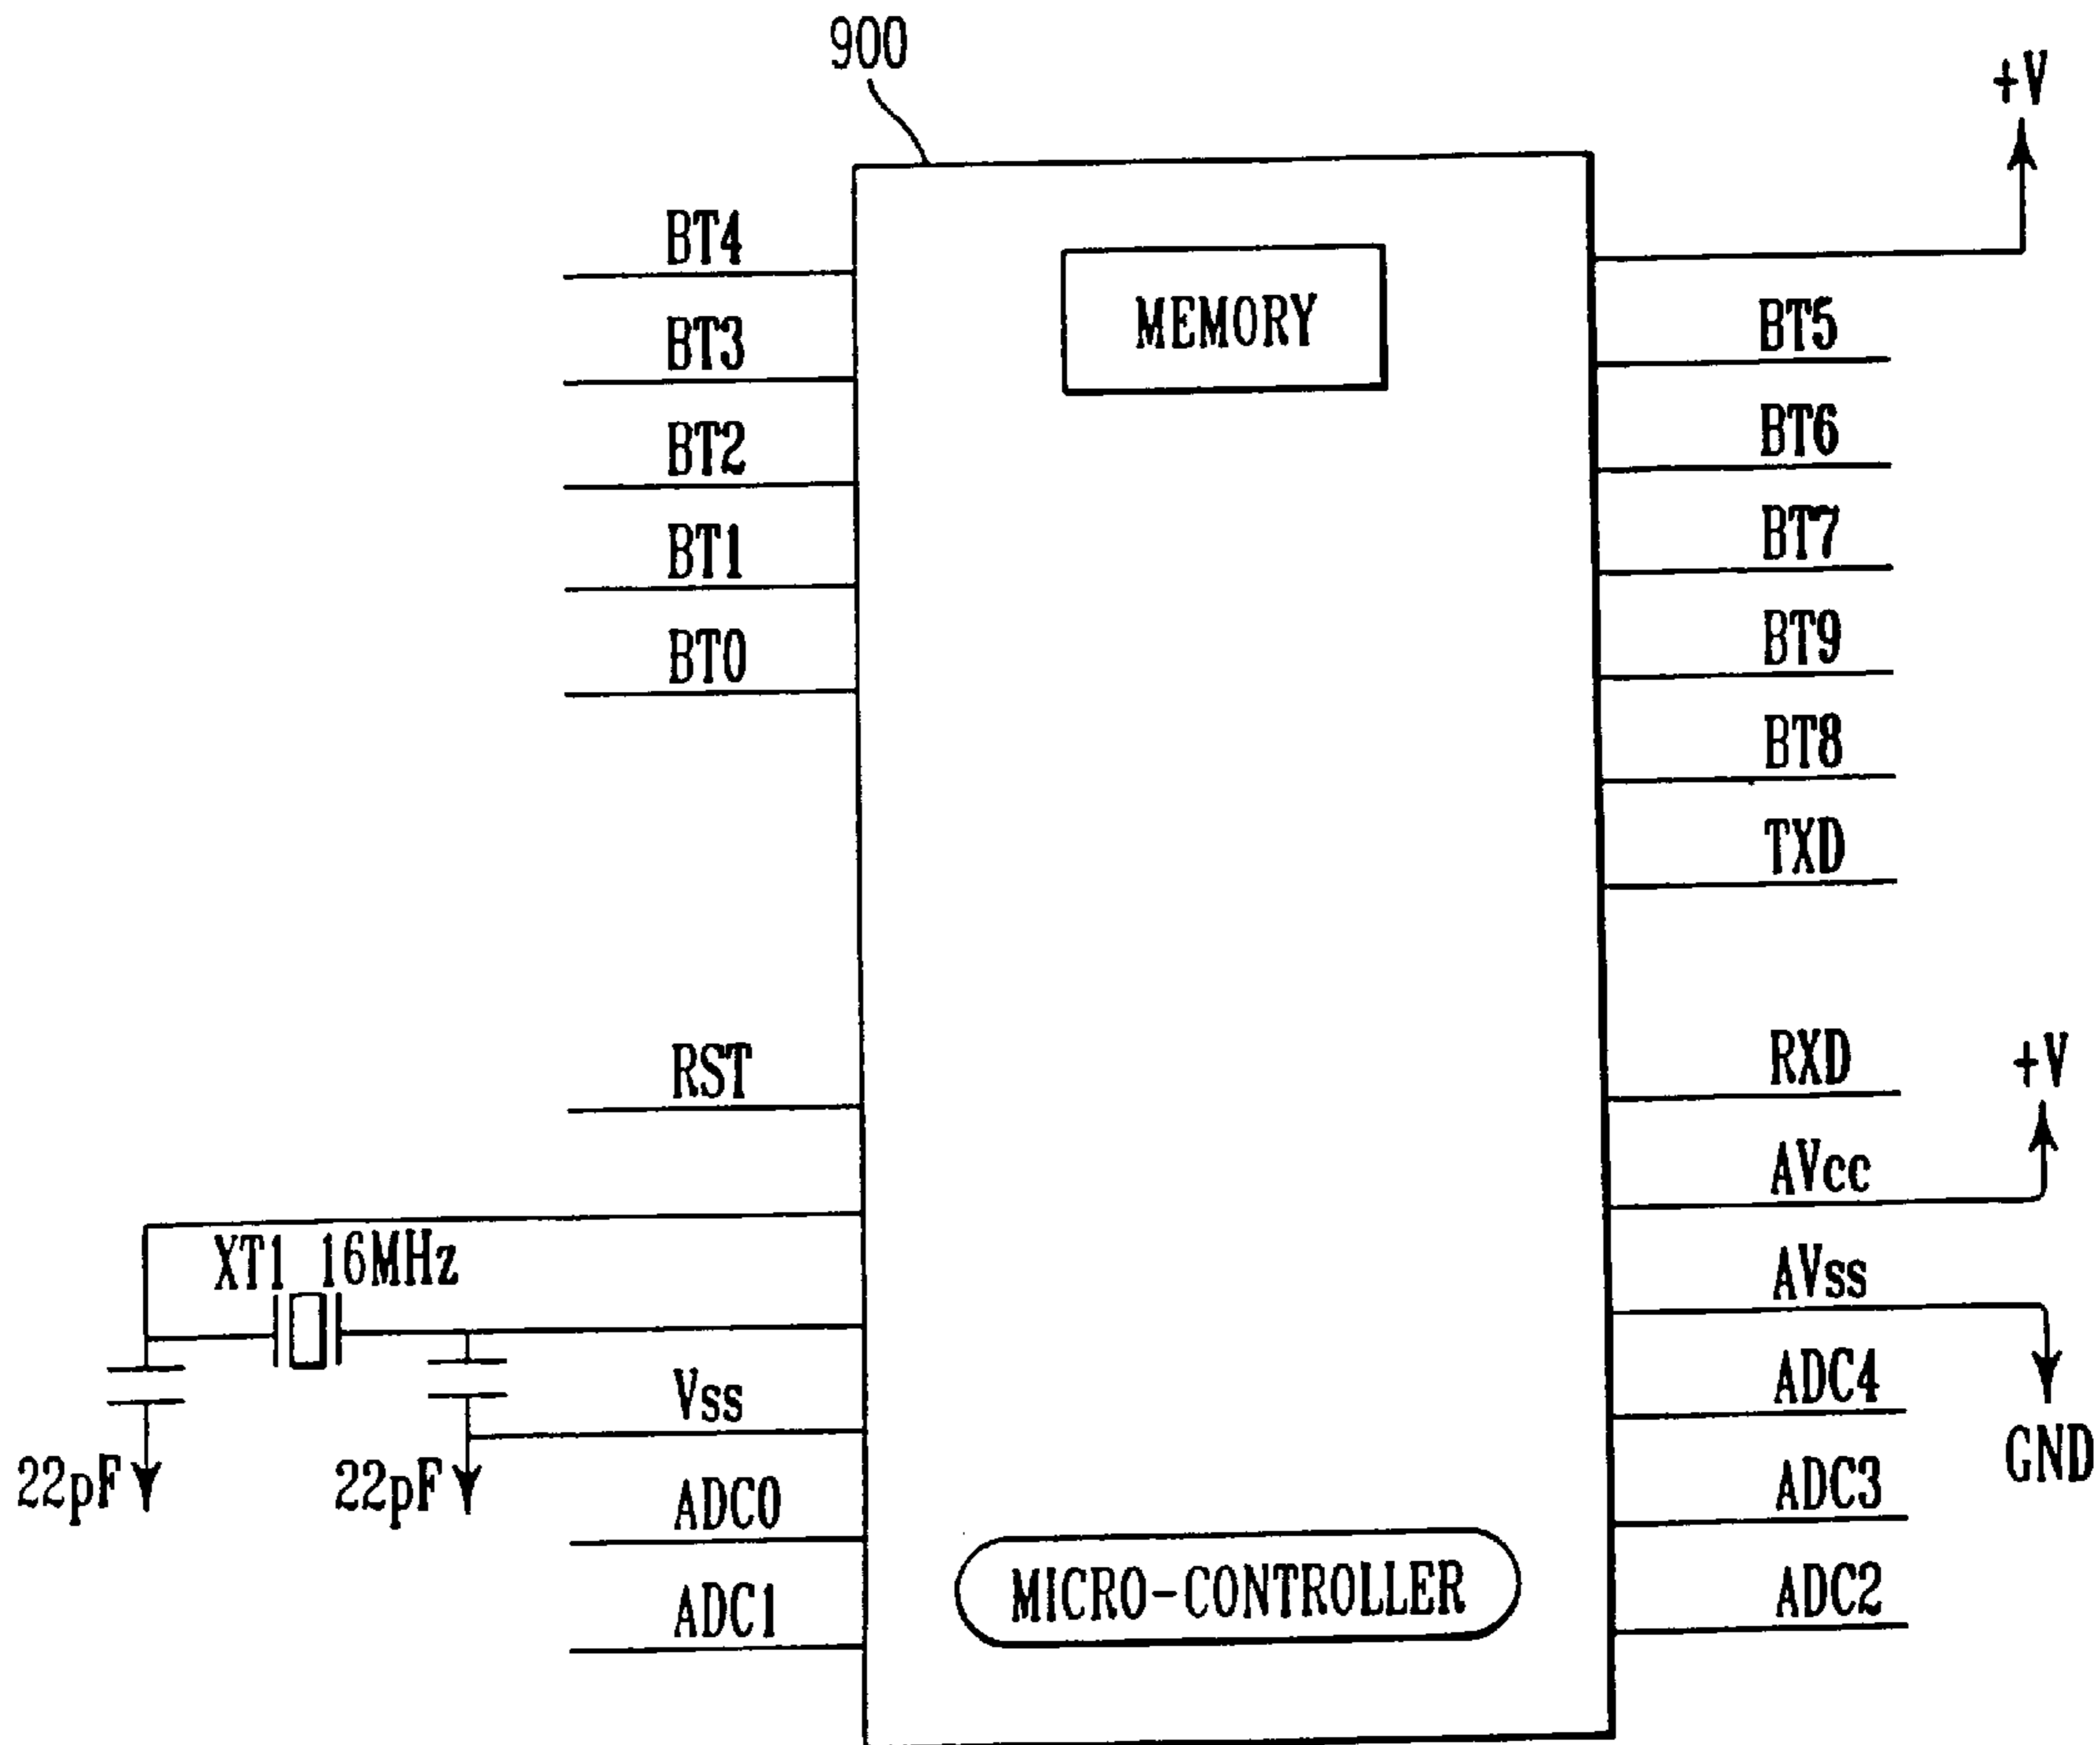 900
+V
BT4
MEMORY
BT3
BT5
BT2
BT6
BT1
BT7
BT0
BT9
BT8
TXD
RST
RXD
+V
AVcc
XT1 16MHz
AVss
Vss
ADC4
22pF
22pF
GND
ADC0
ADC3
MICRO-CONTROLLER
ADC1
ADC2